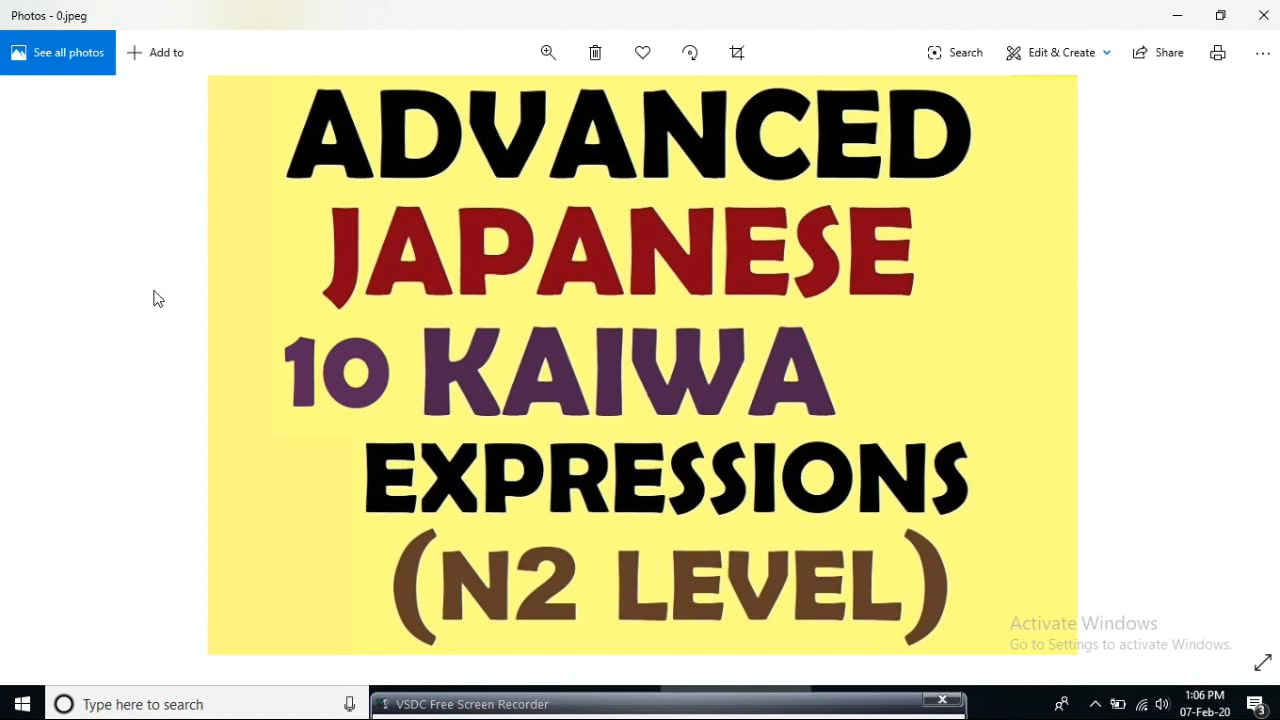 Photos - 0.jpeg
See all photos
Add to
Search
Edit & Create
Share
ADVANCED
JAPANESE
10 KAIWA
EXPRESSIONS
(N2 LEVEL)
Activate Windows
Go to Settings to activate Windows.
Type here to search
VSDC Free Screen Recorder
1:06 PM
07-Feb-20
3